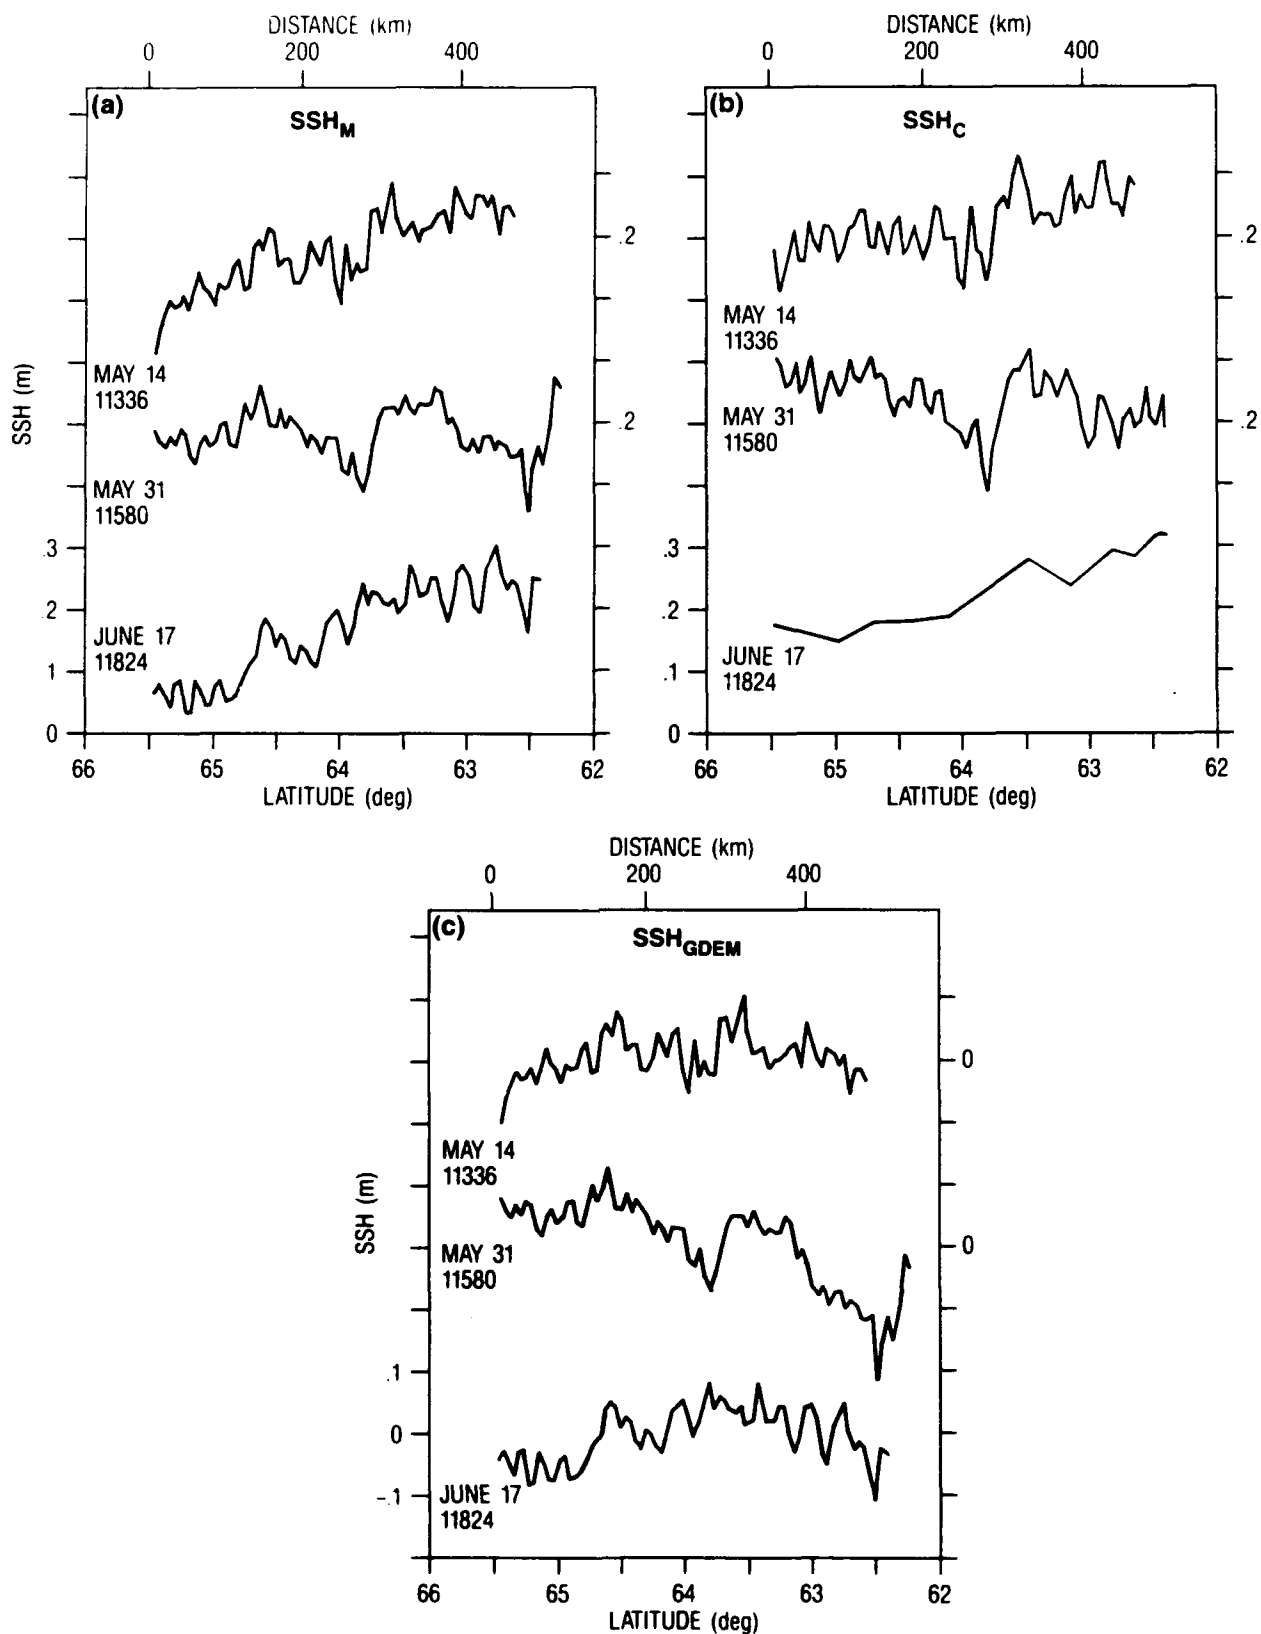 DISTANCE (km)
0 200 400
(a)
SSH_M
.2
MAY 14
11336
SSH (m)
.2
MAY 31
11580
.3
.2
JUNE 17
11824
1
0
66 65 64 63 62
LATITUDE (deg)
DISTANCE (km)
0 200 400
(b)
SSH_C
.2
MAY 14
11336
.2
MAY 31
11580
.3
.2
JUNE 17
11824
.1
0
66 65 64 63 62
LATITUDE (deg)
DISTANCE (km)
0 200 400
(c)
SSH_GDEM
0
MAY 14
11336
SSH (m)
0
MAY 31
11580
.1
0
JUNE 17
11824
-.1
66 65 64 63 62
LATITUDE (deg)